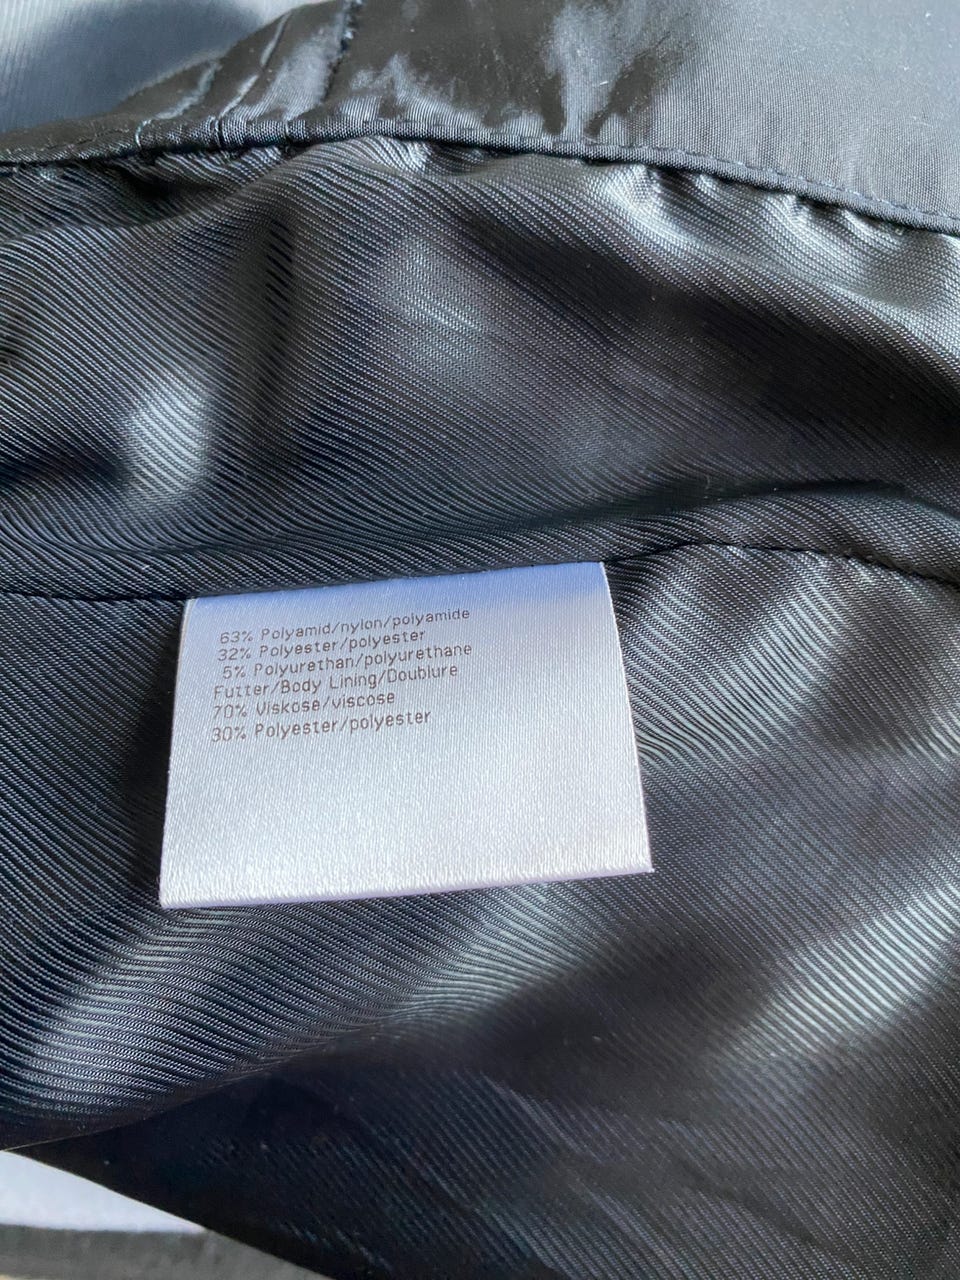 63% Polyamid/nylon/polyamide
32% Polyester/polyester
5% Polyurethan/polyurethane
Futter/Body Lining/Doublure
70% Viskose/viscose
30% Polyester/polyester